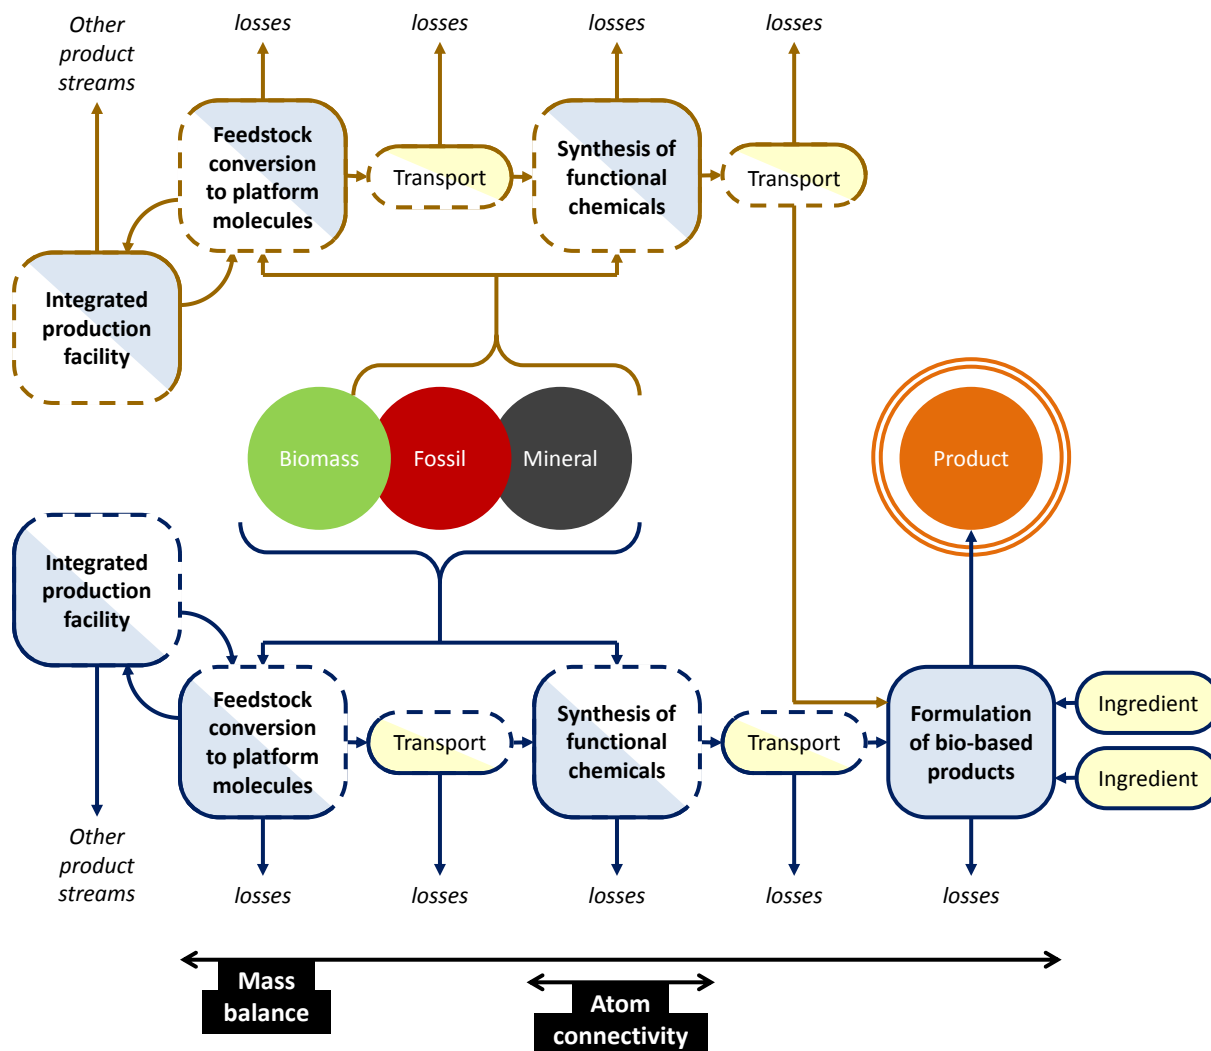 Other
product
streams
losses
losses
losses
losses
Feedstock
conversion
to platform
molecules
Transport
Synthesis of
functional
chemicals
Transport
Integrated
production
facility
Biomass
Fossil
Mineral
Product
Integrated
production
facility
Feedstock
conversion
to platform
molecules
Transport
Synthesis of
functional
chemicals
Transport
Formulation
of bio-based
products
Ingredient
Ingredient
Other
product
streams
losses
losses
losses
losses
losses
Mass
balance
Atom
connectivity